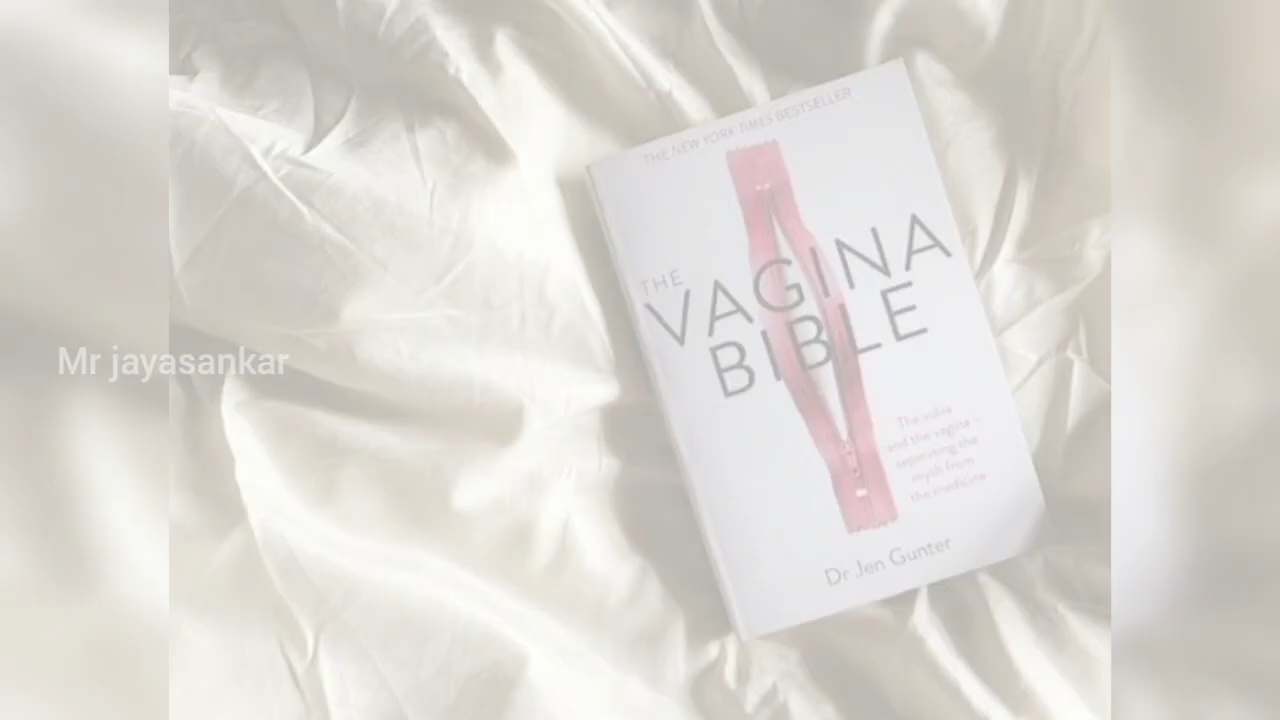 THE NEW YORK TIMES BESTSELLER
THE
VAGINA
BIBLE
Mr jayasankar
The vulva
and the vagina –
separating the
myth from
the medicine
Dr Jen Gunter